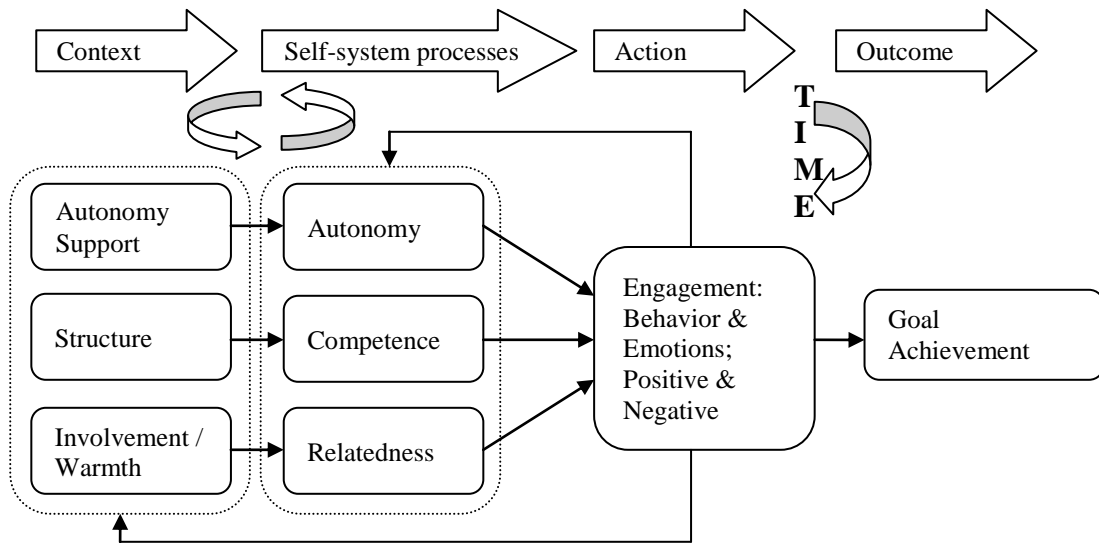 Context
Self-system processes
Action
Outcome
T
I
M
E
Autonomy
Support
Autonomy
Structure
Competence
Involvement /
Warmth
Relatedness
Engagement:
Behavior &
Emotions;
Positive &
Negative
Goal
Achievement